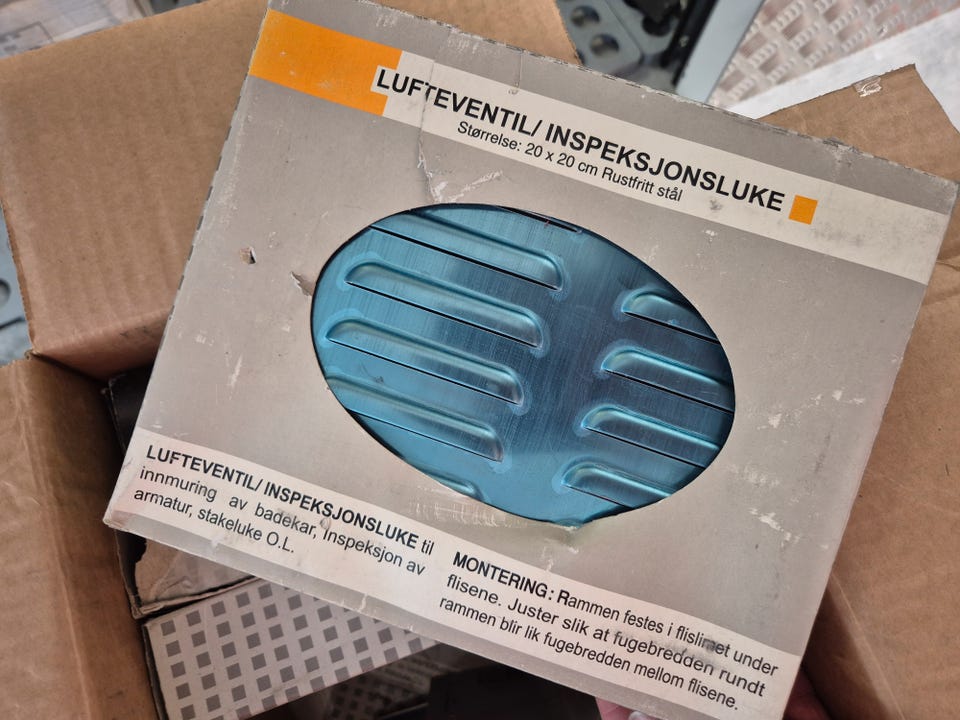 LUFTEVENTIL/ INSPEKSJONSLUKE
Størrelse: 20 x 20 cm Rustfritt stål
LUFTEVENTIL/ INSPEKSJONSLUKE til
innmuring av badekar, Inspeksjon av
armatur, stakeluke O.L.
MONTERING: Rammen festes i flislimet under
flisene. Juster slik at fugebredden rundt
rammen blir lik fugebredden mellom flisene.